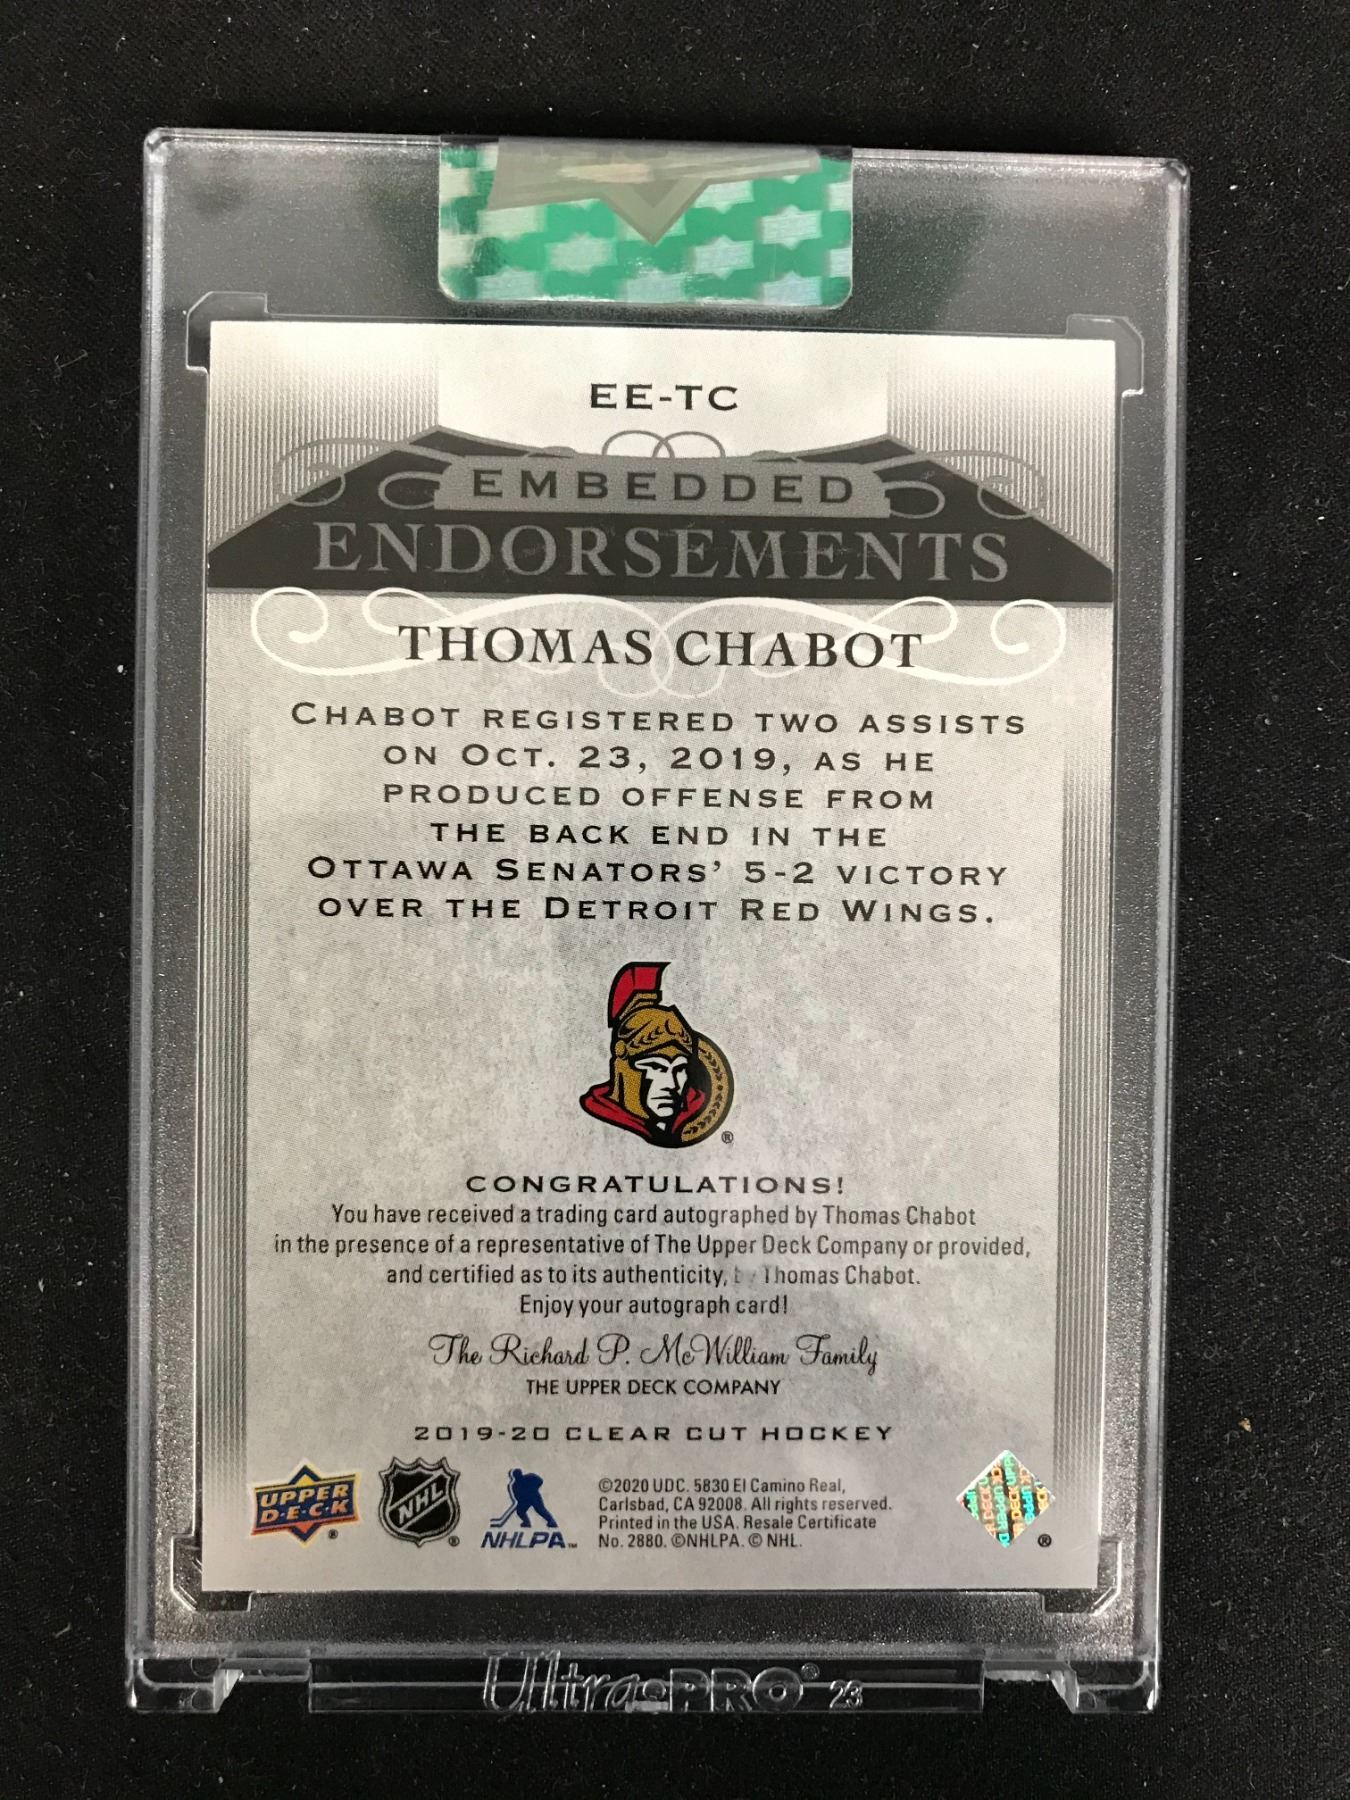 EE-TC
EMBEDDED
ENDORSEMENTS
THOMAS CHABOT
CHABOT REGISTERED TWO ASSISTS
ON OCT. 23, 2019, AS HE
PRODUCED OFFENSE FROM
THE BACK END IN THE
OTTAWA SENATORS' 5-2 VICTORY
OVER THE DETROIT RED WINGS.
®
CONGRATULATIONS!
You have received a trading card autographed by Thomas Chabot
in the presence of a representative of The Upper Deck Company or provided,
and certified as to its authenticity, Thomas Chabot.
Enjoy your autograph card!
The Richard P. McWilliam Family
THE UPPER DECK COMPANY
2019-20 CLEAR CUT HOCKEY
UPPER
D·E·C·K
®
NHL
®
NHLPA™
©2020 UDC. 5830 El Camino Real,
Carlsbad, CA 92008. All rights reserved.
Printed in the USA. Resale Certificate
No. 2880. ©NHLPA. © NHL.
®
Ultra·PRO® 23